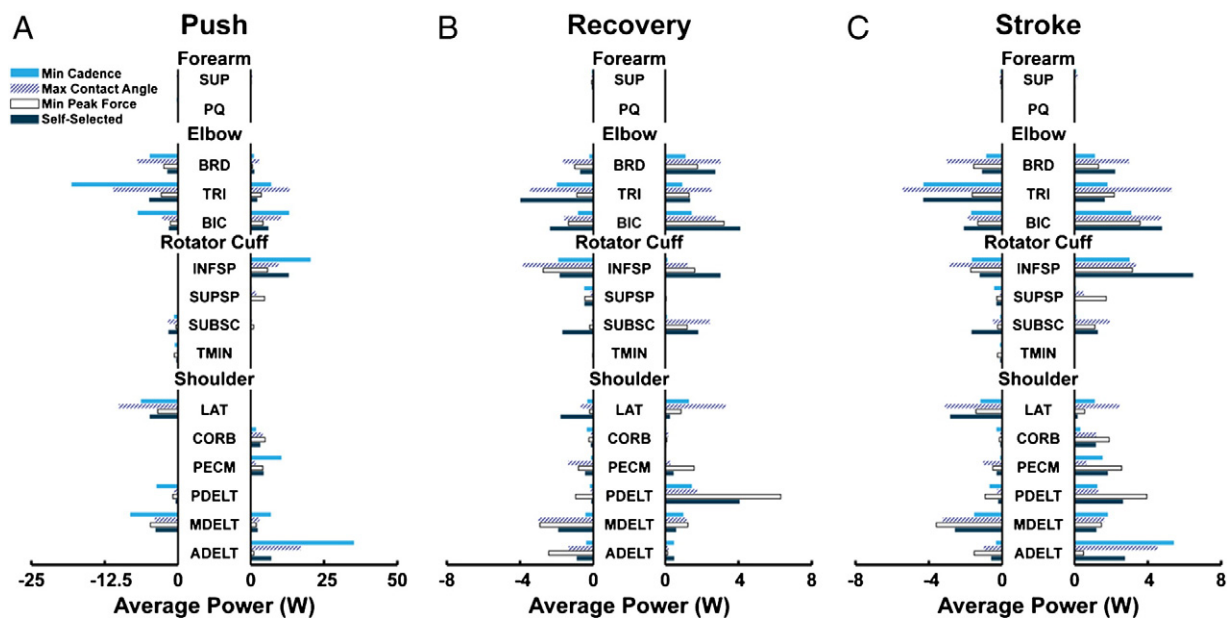 A Push
Min Cadence
Max Contact Angle
Min Peak Force
Self-Selected
Forearm
SUP
PQ
Elbow
BRD
TRI
BIC
Rotator Cuff
INFSP
SUPSP
SUBSC
TMIN
Shoulder
LAT
CORB
PECM
PDELT
MDELT
ADELT
-25 -12.5 0 0 25 50
Average Power (W)
B Recovery
Forearm
SUP
PQ
Elbow
BRD
TRI
BIC
Rotator Cuff
INFSP
SUPSP
SUBSC
TMIN
Shoulder
LAT
CORB
PECM
PDELT
MDELT
ADELT
-8 -4 0 0 4 8
Average Power (W)
C Stroke
Forearm
SUP
PQ
Elbow
BRD
TRI
BIC
Rotator Cuff
INFSP
SUPSP
SUBSC
TMIN
Shoulder
LAT
CORB
PECM
PDELT
MDELT
ADELT
-8 -4 0 0 4 8
Average Power (W)